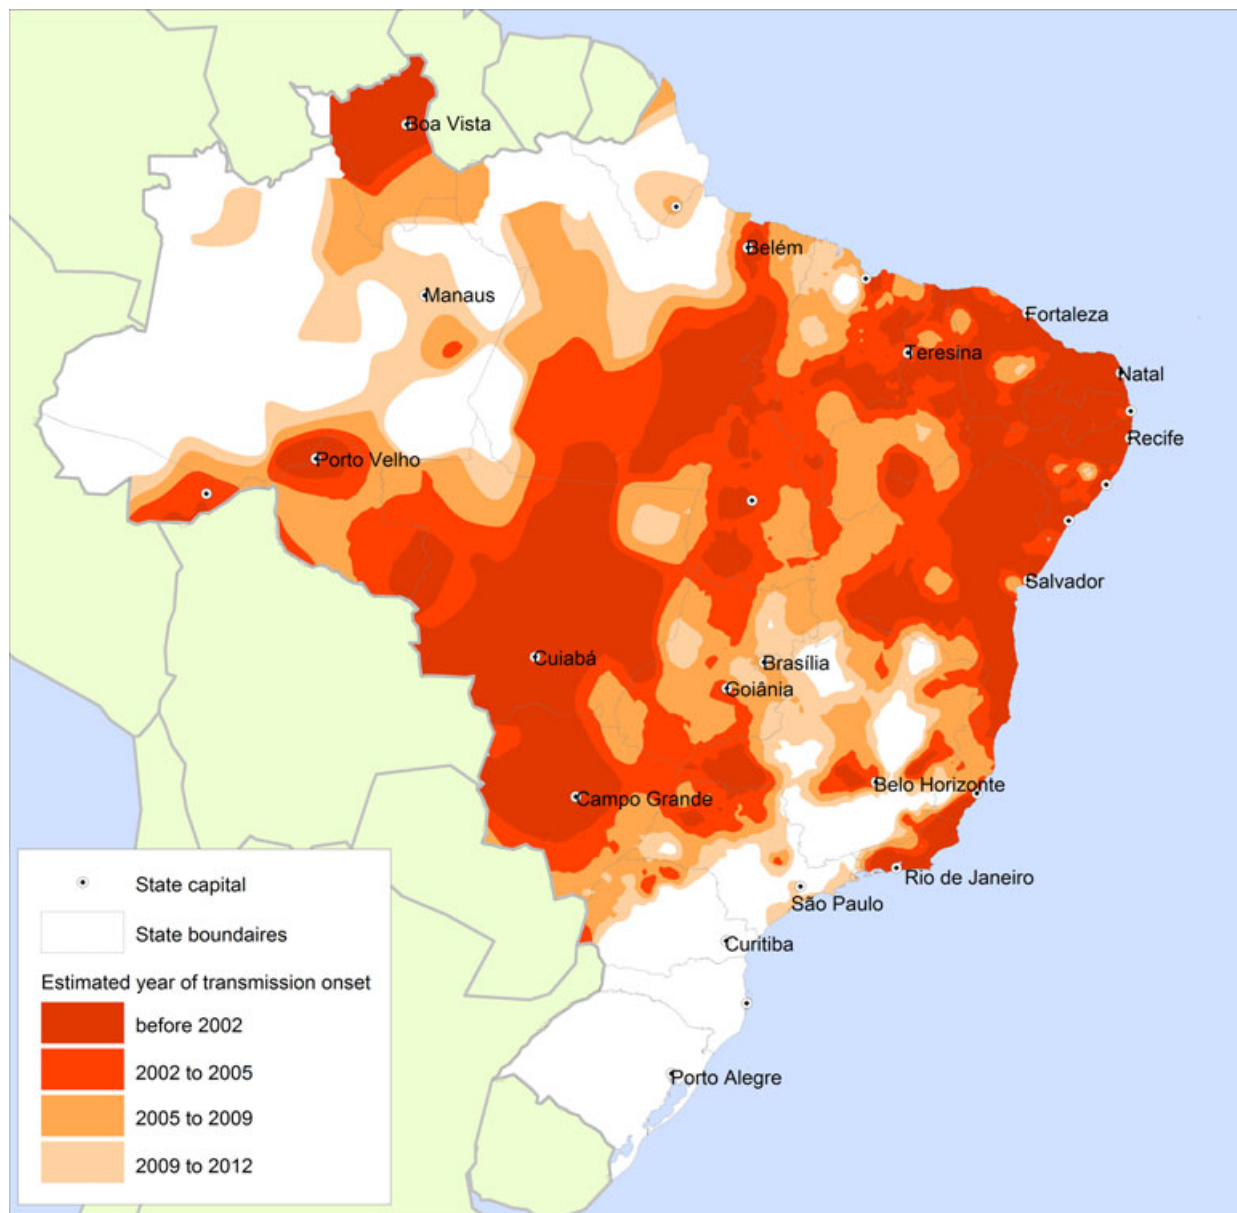 Boa Vista
Belém
Manaus
Fortaleza
Teresina
Natal
Recife
Porto Velho
Salvador
Cuiabá
Brasília
Goiânia
Belo Horizonte
Campo Grande
Rio de Janeiro
São Paulo
Curitiba
Porto Alegre
State capital
State boundaires
Estimated year of transmission onset
before 2002
2002 to 2005
2005 to 2009
2009 to 2012